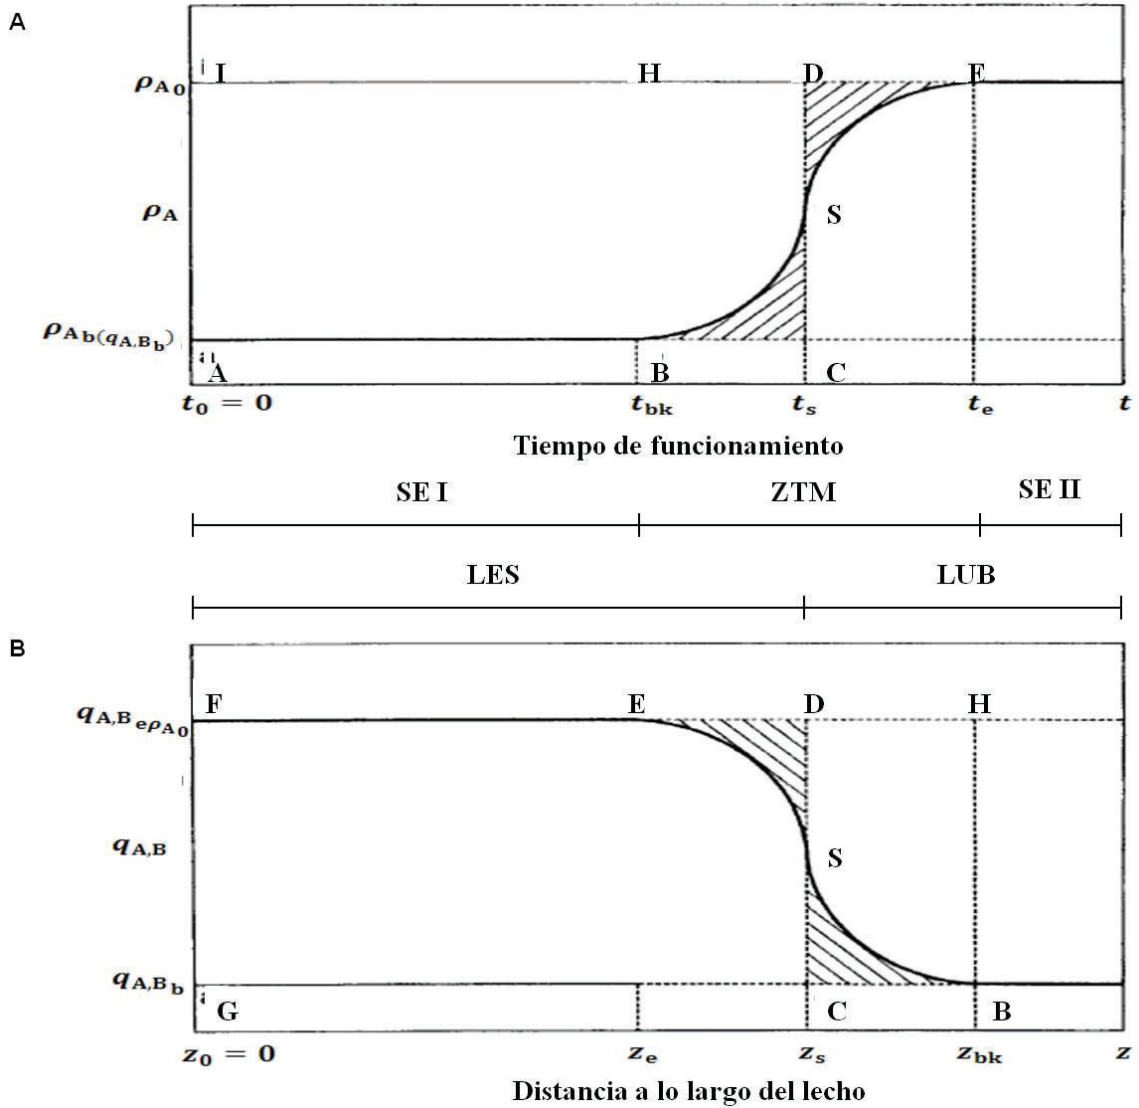 A
I H D E
ρA0
ρA
S
ρAb(qA,Bb)
A B C
t0 = 0 tbk ts te t
Tiempo de funcionamiento
SE I ZTM SE II
LES LUB
B
F E D H
qA,BeρA0
qA,B
S
qA,Bb
G C B
z0 = 0 ze zs zbk z
Distancia a lo largo del lecho